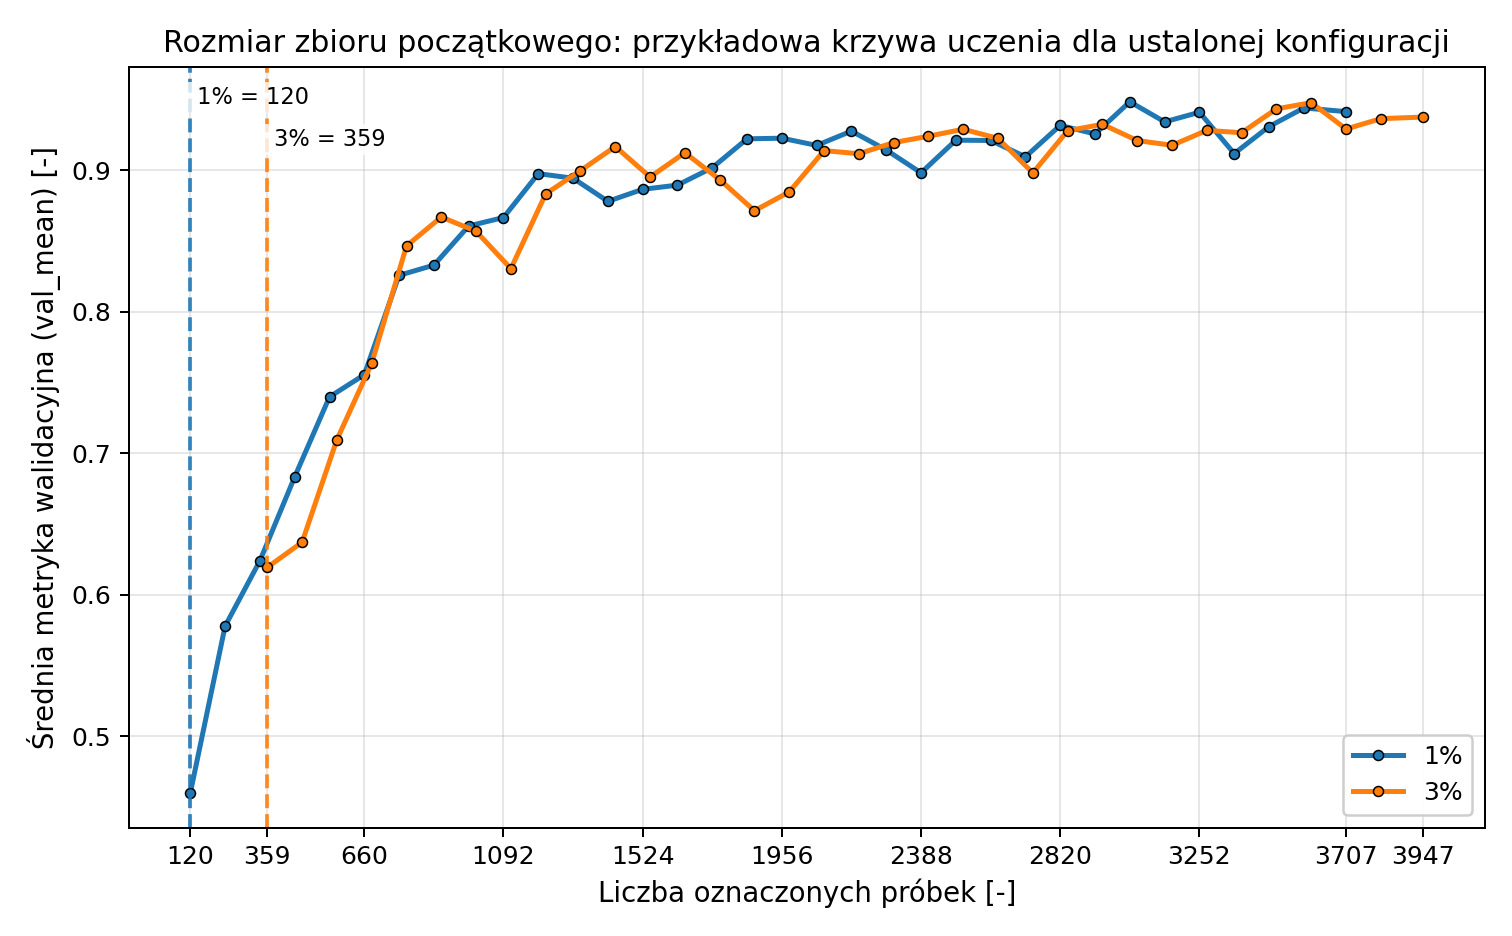 Rozmiar zbioru początkowego: przykładowa krzywa uczenia dla ustalonej konfiguracji
1% = 120
3% = 359
Średnia metryka walidacyjna (val_mean) [-]
0.9
0.8
0.7
0.6
0.5
1%
3%
120 359 660 1092 1524 1956 2388 2820 3252 3707 3947
Liczba oznaczonych próbek [-]